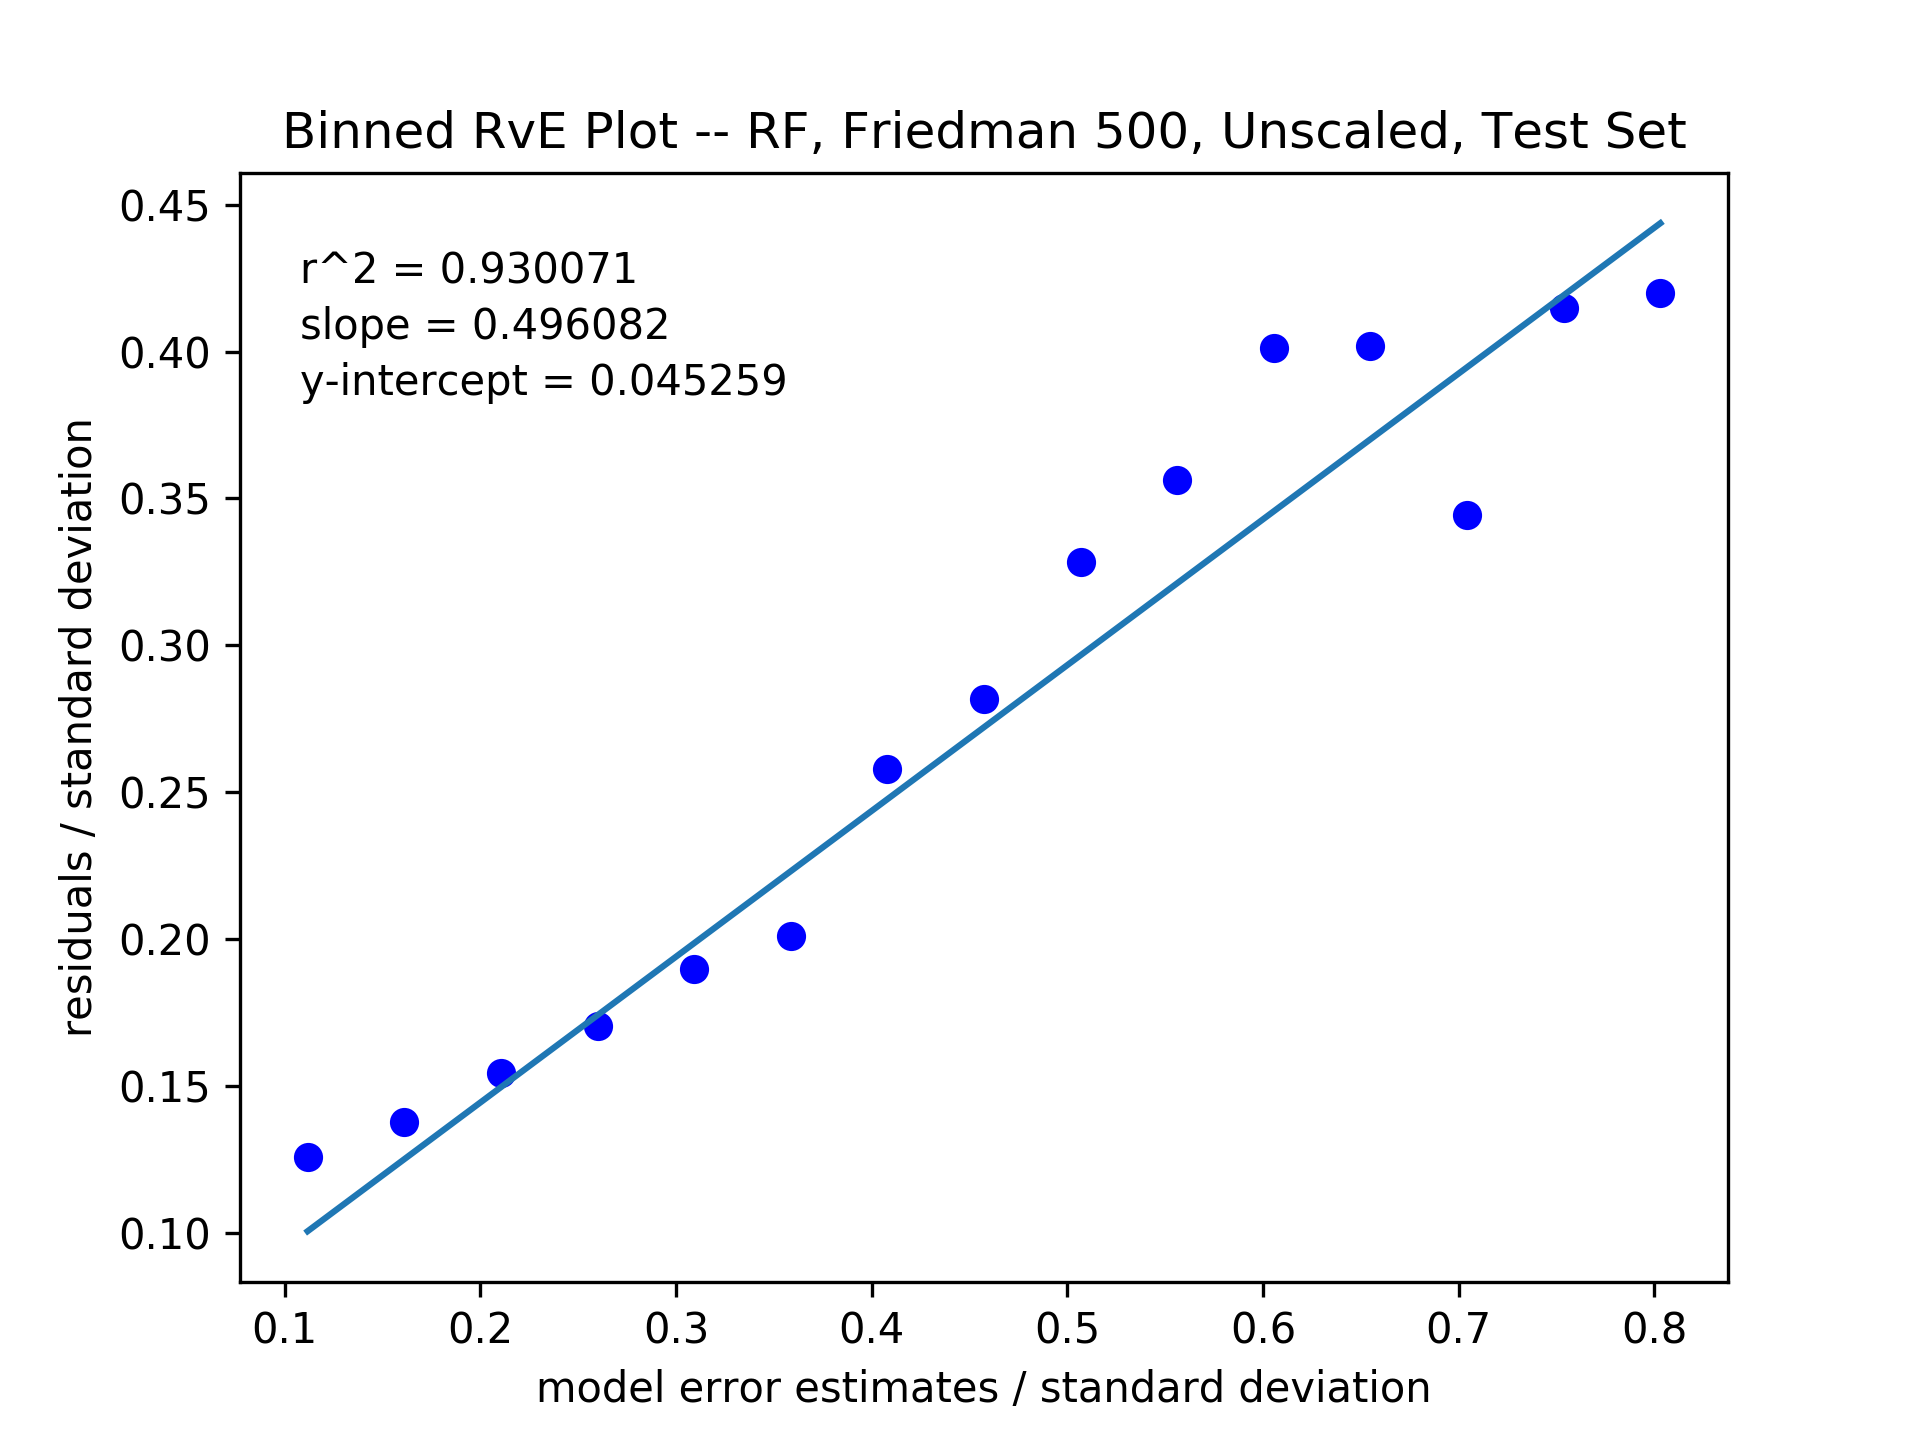 Binned RvE Plot -- RF, Friedman 500, Unscaled, Test Set
r^2 = 0.930071
slope = 0.496082
y-intercept = 0.045259
residuals / standard deviation
0.45
0.40
0.35
0.30
0.25
0.20
0.15
0.10
0.1 0.2 0.3 0.4 0.5 0.6 0.7 0.8
model error estimates / standard deviation